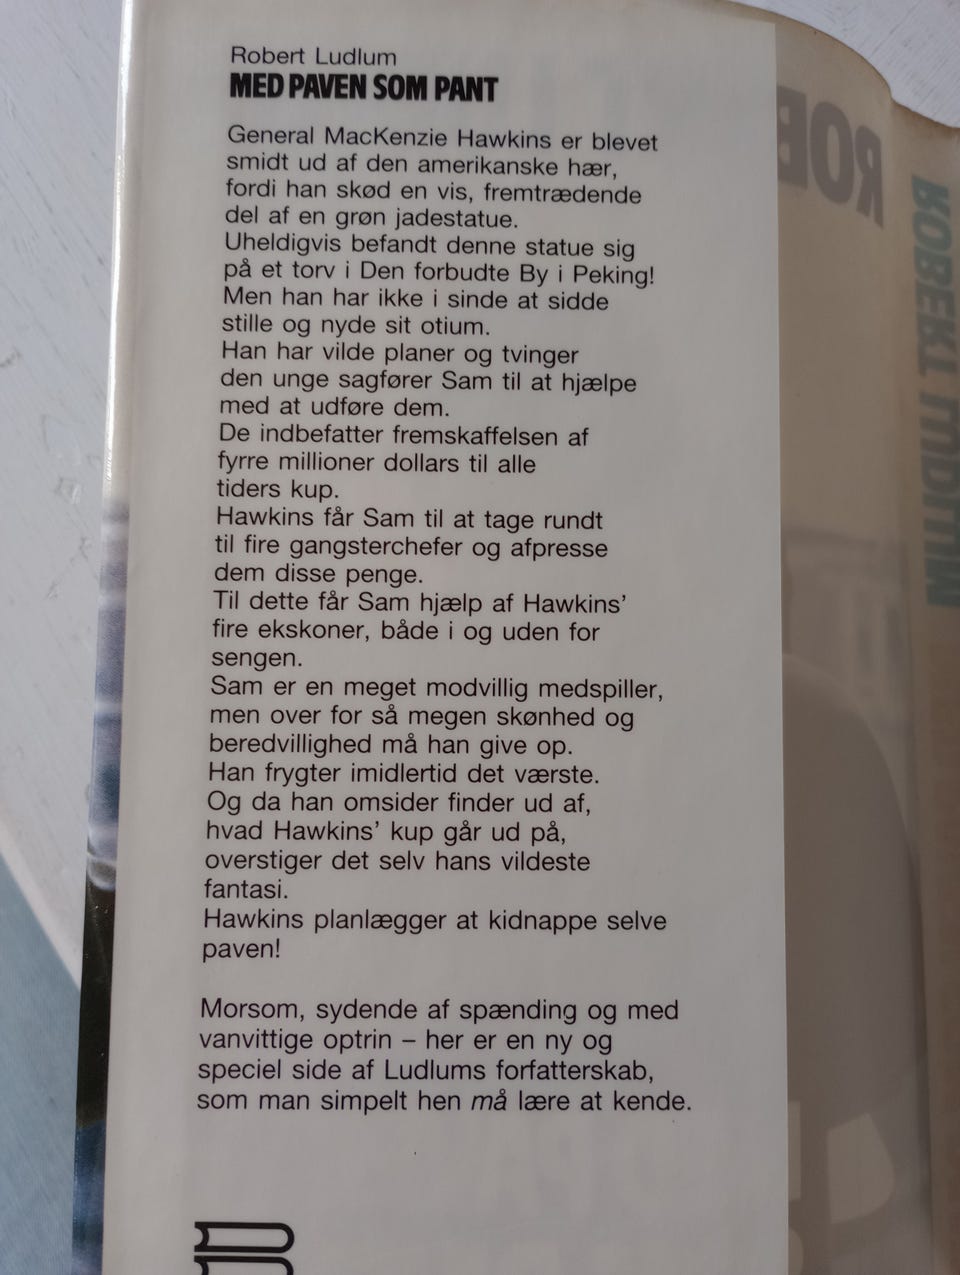 Robert Ludlum
MED PAVEN SOM PANT
General MacKenzie Hawkins er blevet
smidt ud af den amerikanske hær,
fordi han skød en vis, fremtrædende
del af en grøn jadestatue.
Uheldigvis befandt denne statue sig
på et torv i Den forbudte By i Peking!
Men han har ikke i sinde at sidde
stille og nyde sit otium.
Han har vilde planer og tvinger
den unge sagfører Sam til at hjælpe
med at udføre dem.
De indbefatter fremskaffelsen af
fyrre millioner dollars til alle
tiders kup.
Hawkins får Sam til at tage rundt
til fire gangsterchefer og afpresse
dem disse penge.
Til dette får Sam hjælp af Hawkins'
fire ekskoner, både i og uden for
sengen.
Sam er en meget modvillig medspiller,
men over for så megen skønhed og
beredvillighed må han give op.
Han frygter imidlertid det værste.
Og da han omsider finder ud af,
hvad Hawkins' kup går ud på,
overstiger det selv hans vildeste
fantasi.
Hawkins planlægger at kidnappe selve
paven!
Morsom, sydende af spænding og med
vanvittige optrin – her er en ny og
speciel side af Ludlums forfatterskab,
som man simpelt hen må lære at kende.
ROB
ROBERT LUDLUM